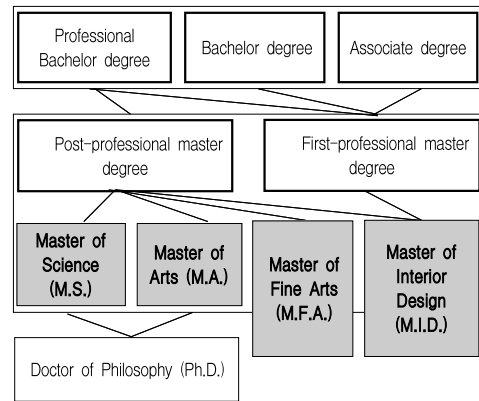 Professional
Bachelor degree
Bachelor degree
Associate degree
Post-professional master
degree
First-professional master
degree
Master of
Science
(M.S.)
Master of
Arts (M.A.)
Master of
Fine Arts
(M.F.A.)
Master of
Interior
Design
(M.I.D.)
Doctor of Philosophy (Ph.D.)